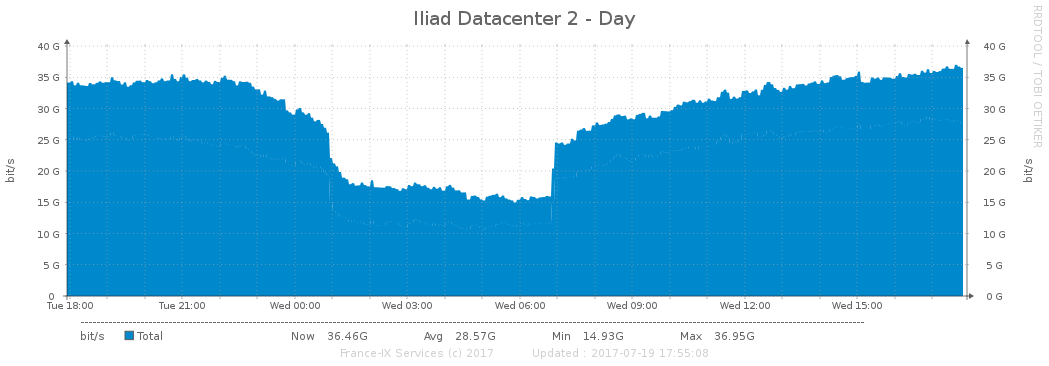 Iliad Datacenter 2 - Day
RRDTOOL / TOBI OETIKER
40 G 40 G
35 G 35 G
30 G 30 G
25 G 25 G
20 G 20 G
15 G 15 G
10 G 10 G
5 G 5 G
0 0 G
bit/s bit/s
Tue 18:00 Tue 21:00 Wed 00:00 Wed 03:00 Wed 06:00 Wed 09:00 Wed 12:00 Wed 15:00
bit/s Total Now 36.46G Avg 28.57G Min 14.93G Max 36.95G
France-IX Services (c) 2017 Updated : 2017-07-19 17:55:08